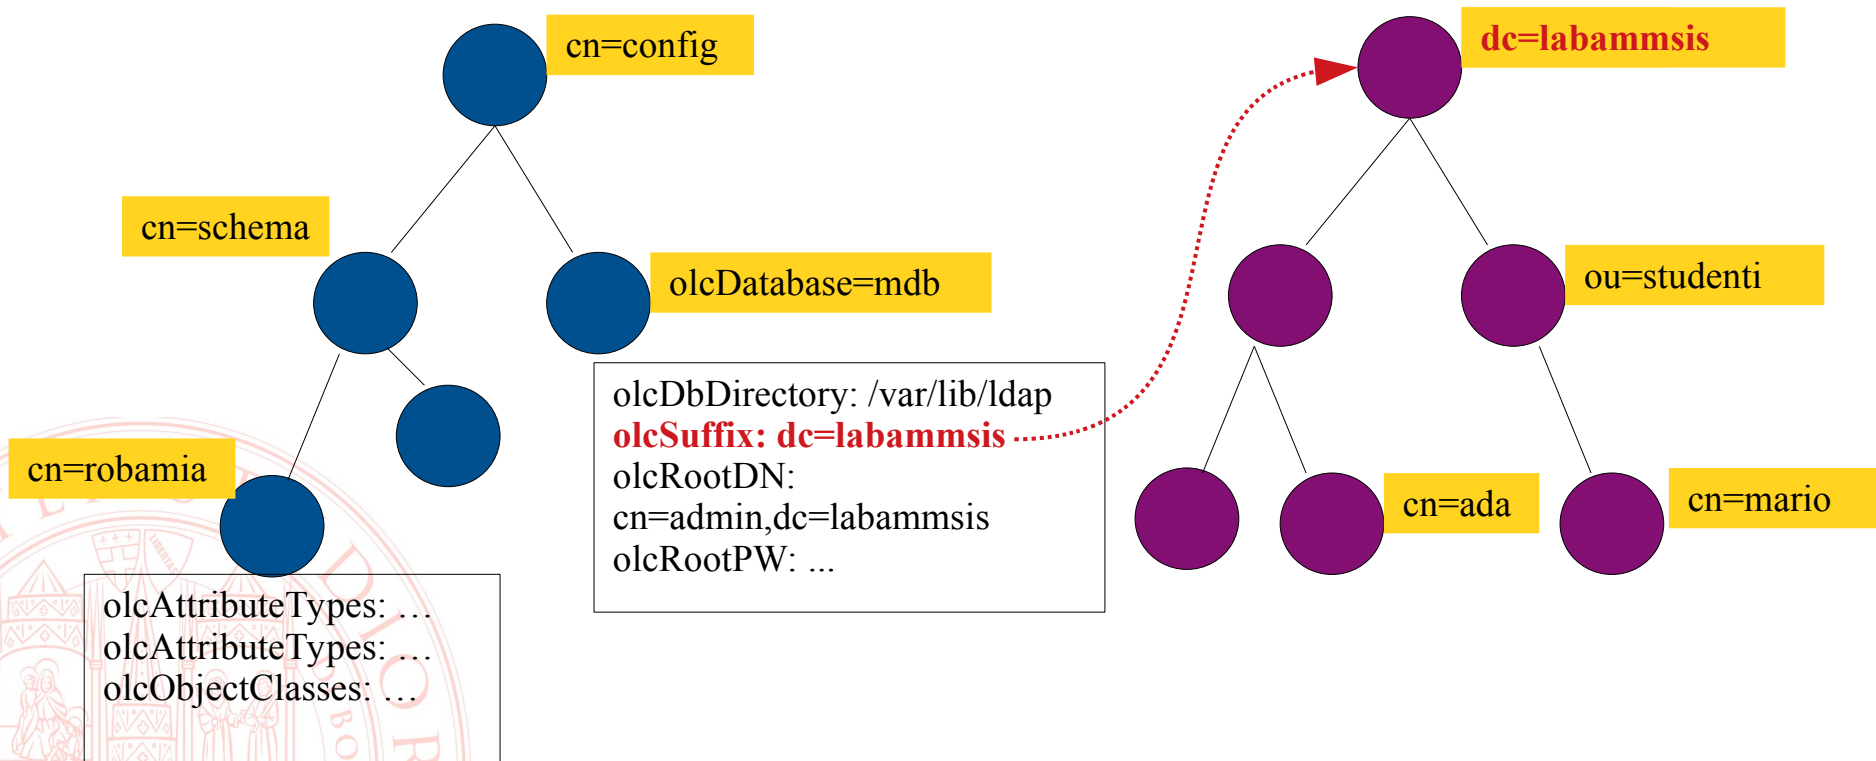 cn=config
dc=labammsis
cn=schema
olcDatabase=mdb
ou=studenti
olcDbDirectory: /var/lib/ldap
olcSuffix: dc=labammsis
olcRootDN:
cn=admin,dc=labammsis
olcRootPW: ...
cn=robamia
cn=ada
cn=mario
olcAttributeTypes: …
olcAttributeTypes: …
olcObjectClasses: …